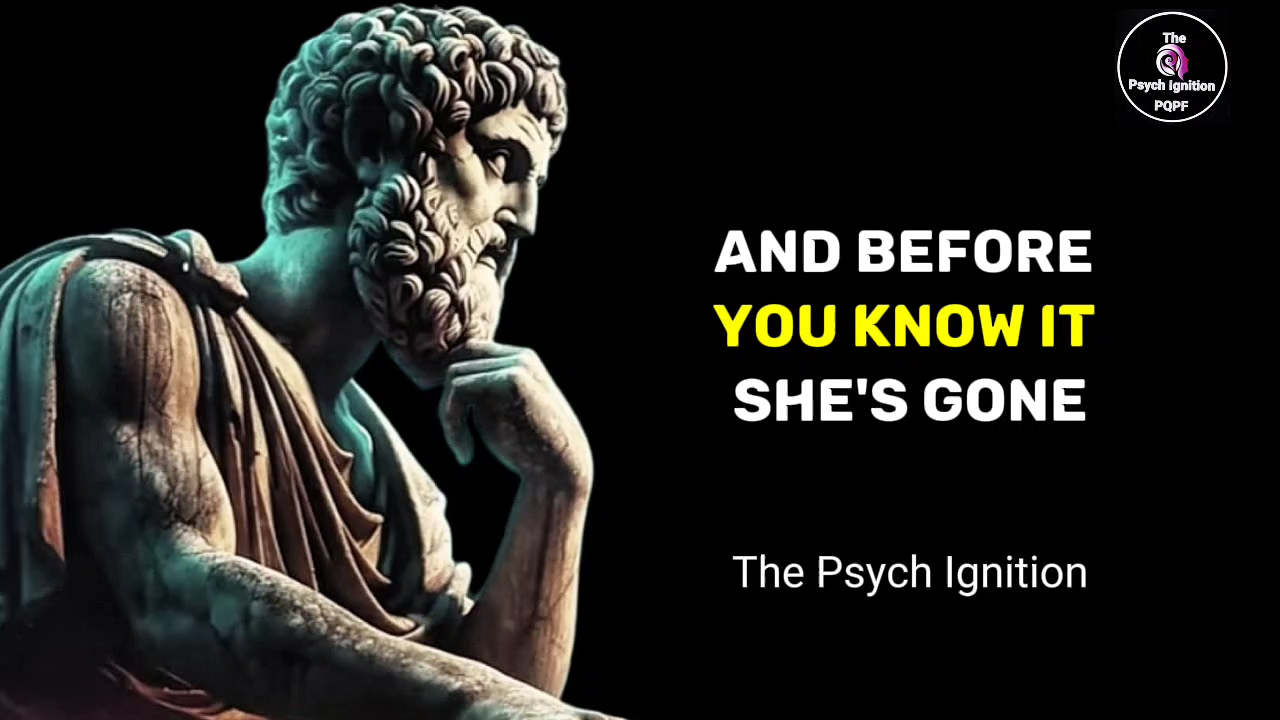 The
Psych Ignition
PQPF
AND BEFORE
YOU KNOW IT
SHE'S GONE
The Psych Ignition